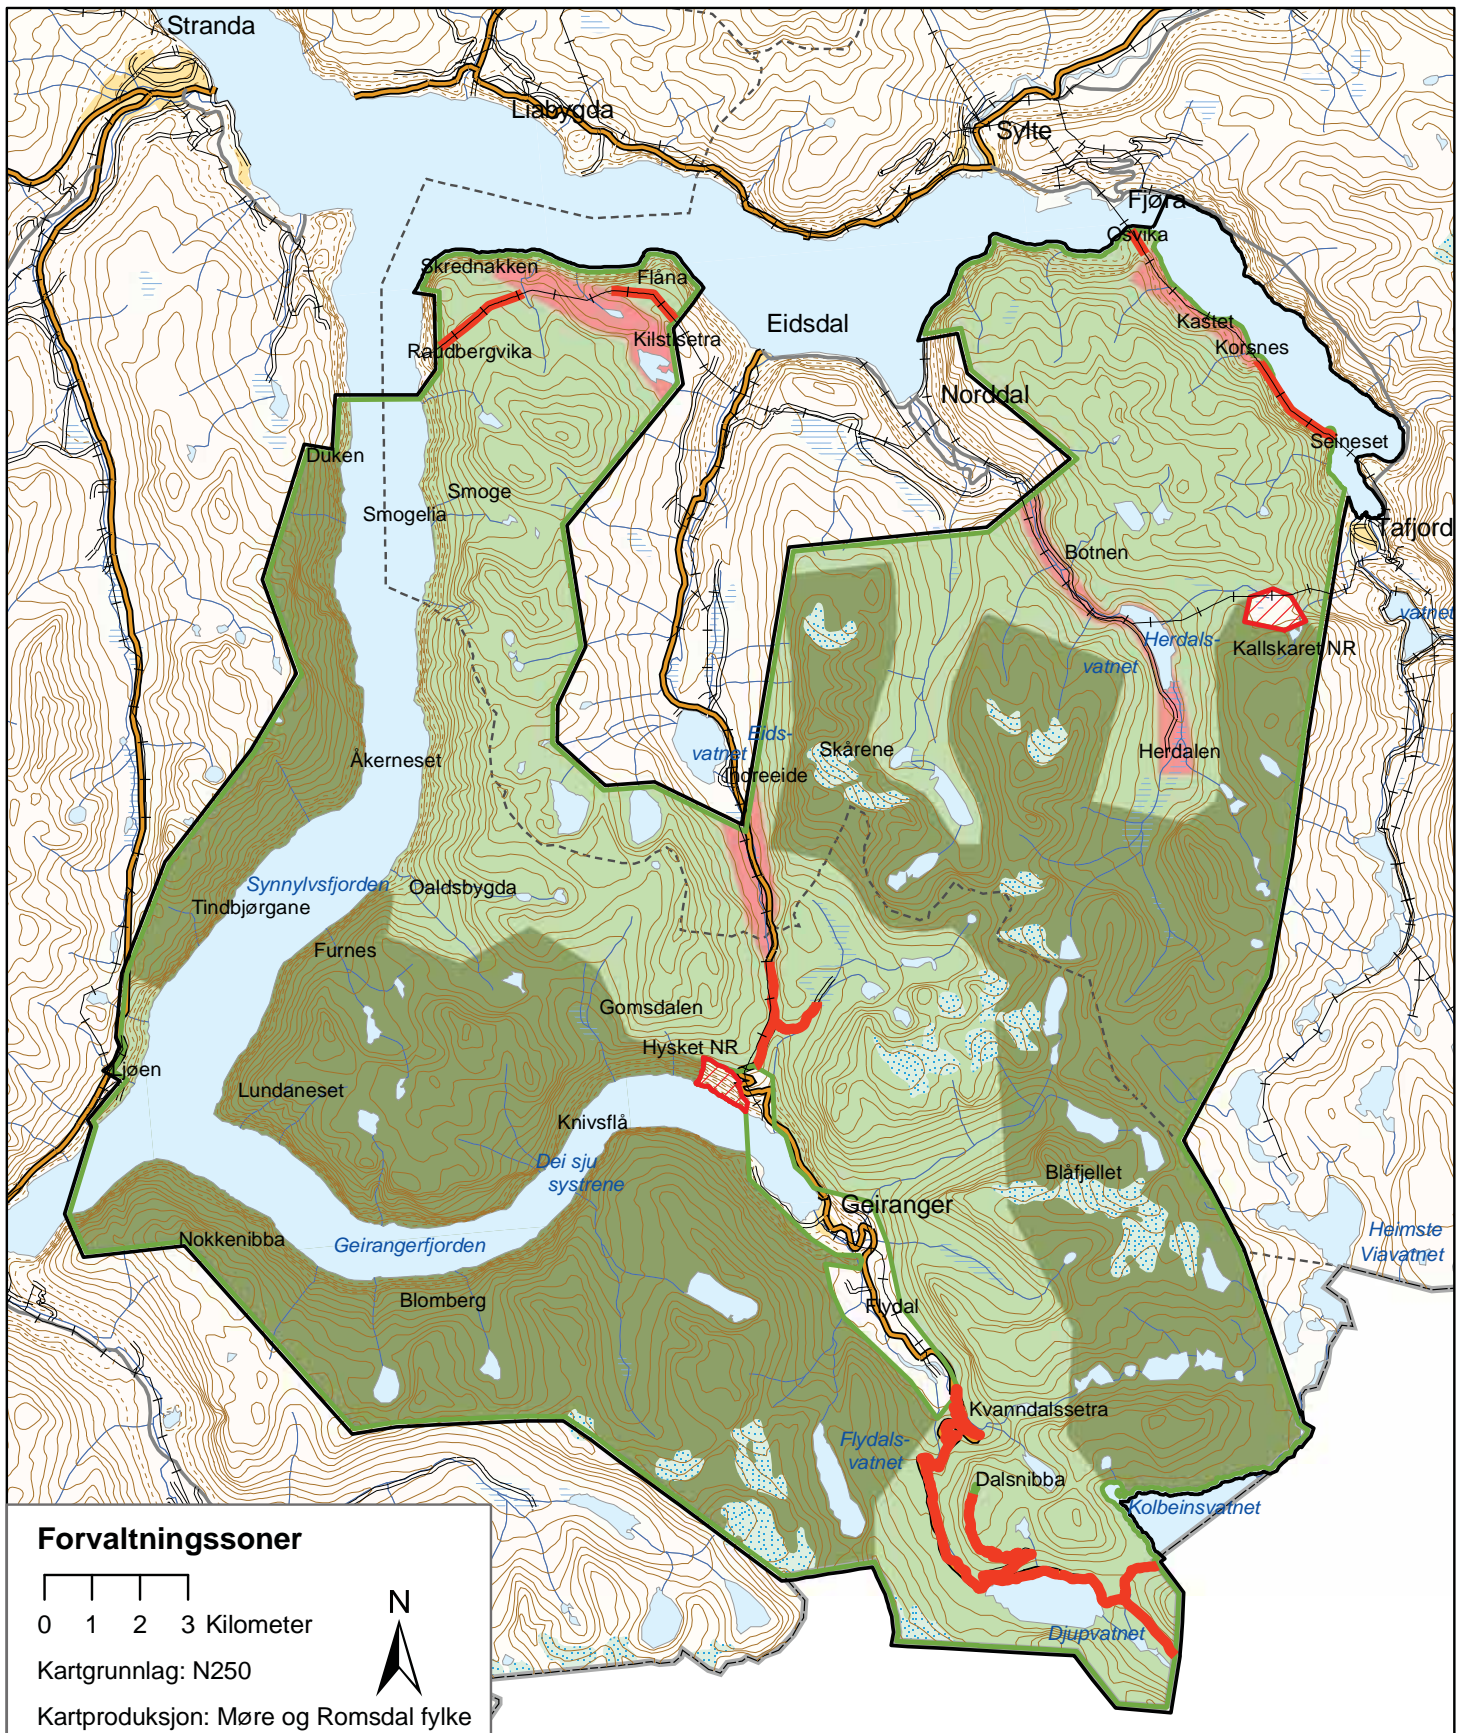 Stranda
Liabygda
Sylte
Fjøra
Osvika
Skrednakken
Flåna
Eidsdal
Kastet
Raudbergvika
Kilstisetra
Korsnes
Norddal
Seineset
Duken
Smoge
Smogelia
Tafjord
Botnen
vatnet
Herdals-
vatnet
Kallskaret NR
Eids-
vatnet
Skårene
Herdalen
Åkerneset
Indreeide
Synnylvsfjorden
Oaldsbygda
Tindbjørgane
Furnes
Gomsdalen
Hysket NR
Ljøen
Lundaneset
Knivsflå
Dei sju
systrene
Blåfjellet
Geiranger
Nokkenibba
Geirangerfjorden
Heimste
Viavatnet
Blomberg
Flydal
Kvanndalssetra
Flydals-
vatnet
Dalsnibba
Kolbeinsvatnet
Djupvatnet
Forvaltningssoner
0 1 2 3 Kilometer
N
Kartgrunnlag: N250
Kartproduksjon: Møre og Romsdal fylke